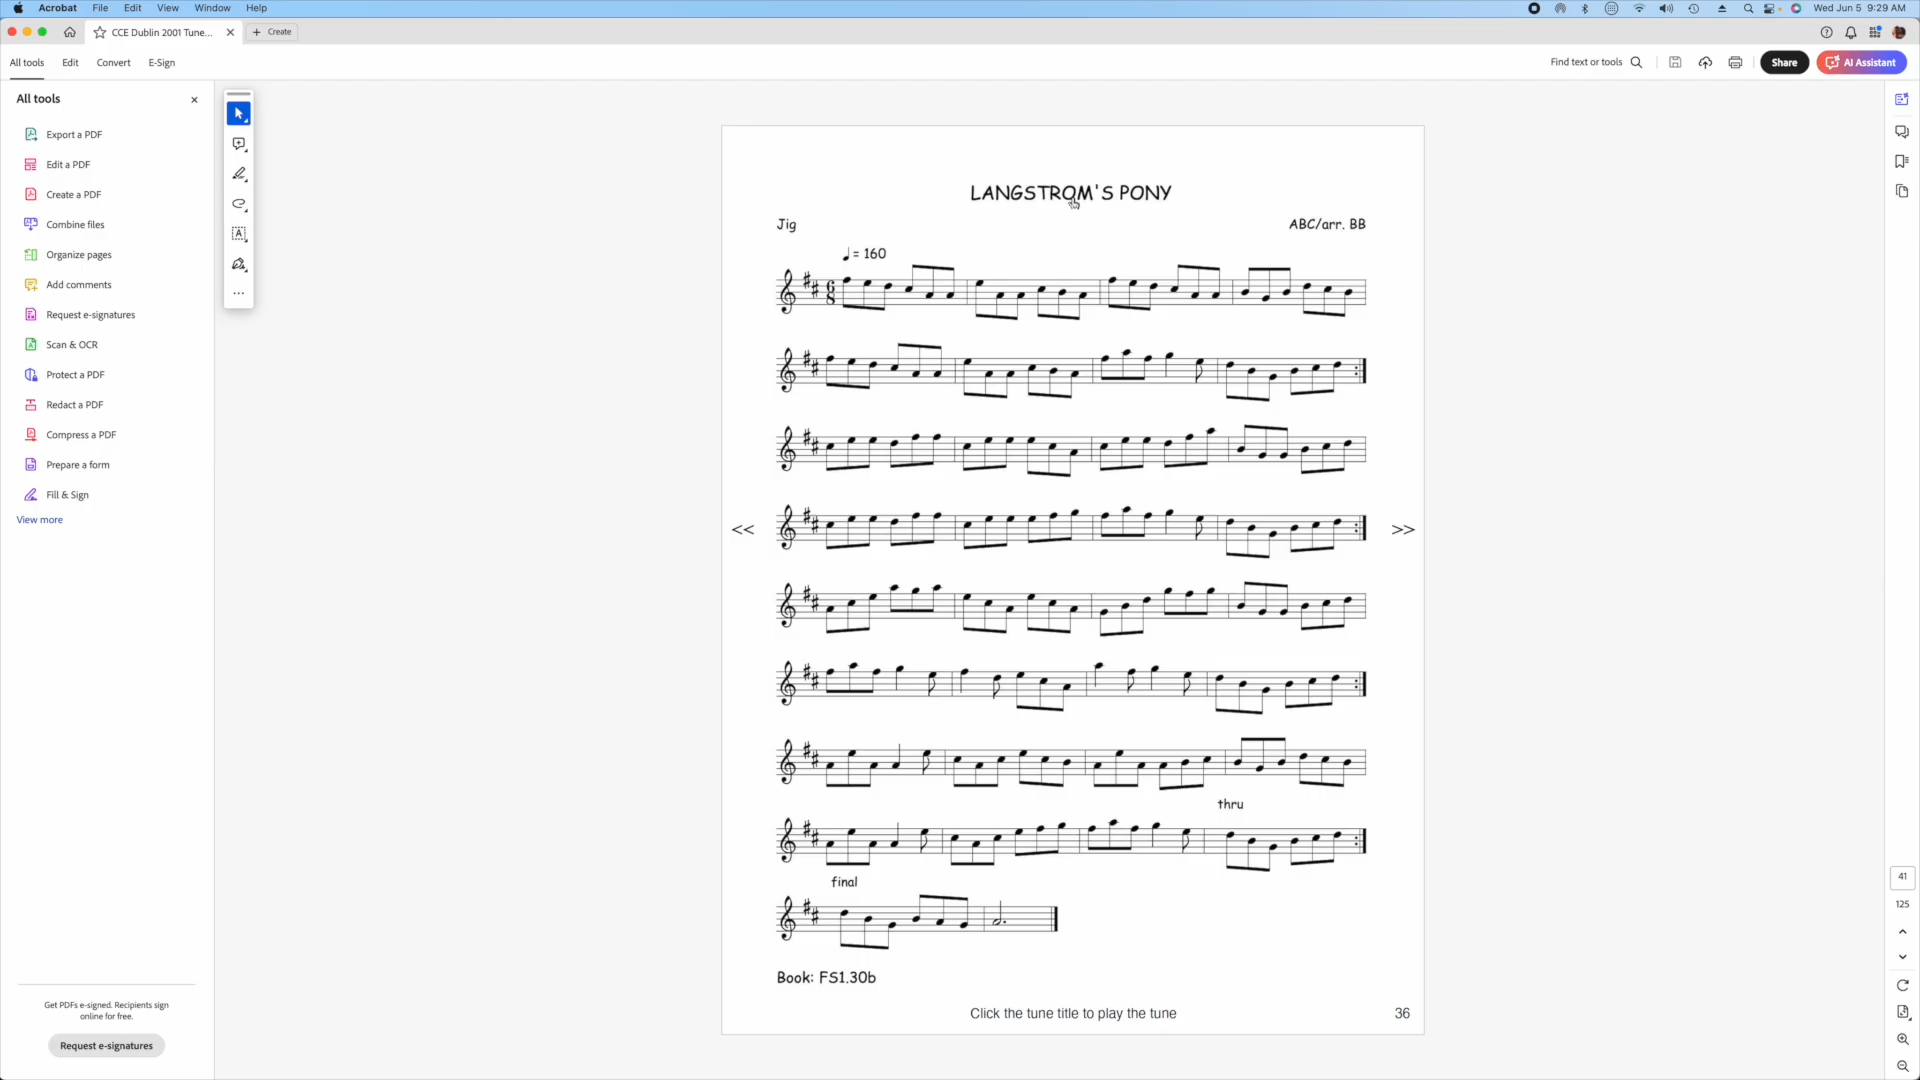 Acrobat File Edit View Window Help Wed Jun 5 9:29 AM
CCE Dublin 2001 Tune... Create
All tools Edit Convert E-Sign Find text or tools Share AI Assistant
All tools
Export a PDF
Edit a PDF
Create a PDF
Combine files
Organize pages
Add comments
Request e-signatures
Scan & OCR
Protect a PDF
Redact a PDF
Compress a PDF
Prepare a form
Fill & Sign
View more
Get PDFs e-signed. Recipients sign
online for free.
Request e-signatures
LANGSTROM'S PONY
Jig ABC/arr. BB
= 160
6
8
<< >>
thru
final
Book: FS1.30b
Click the tune title to play the tune 36
41
125